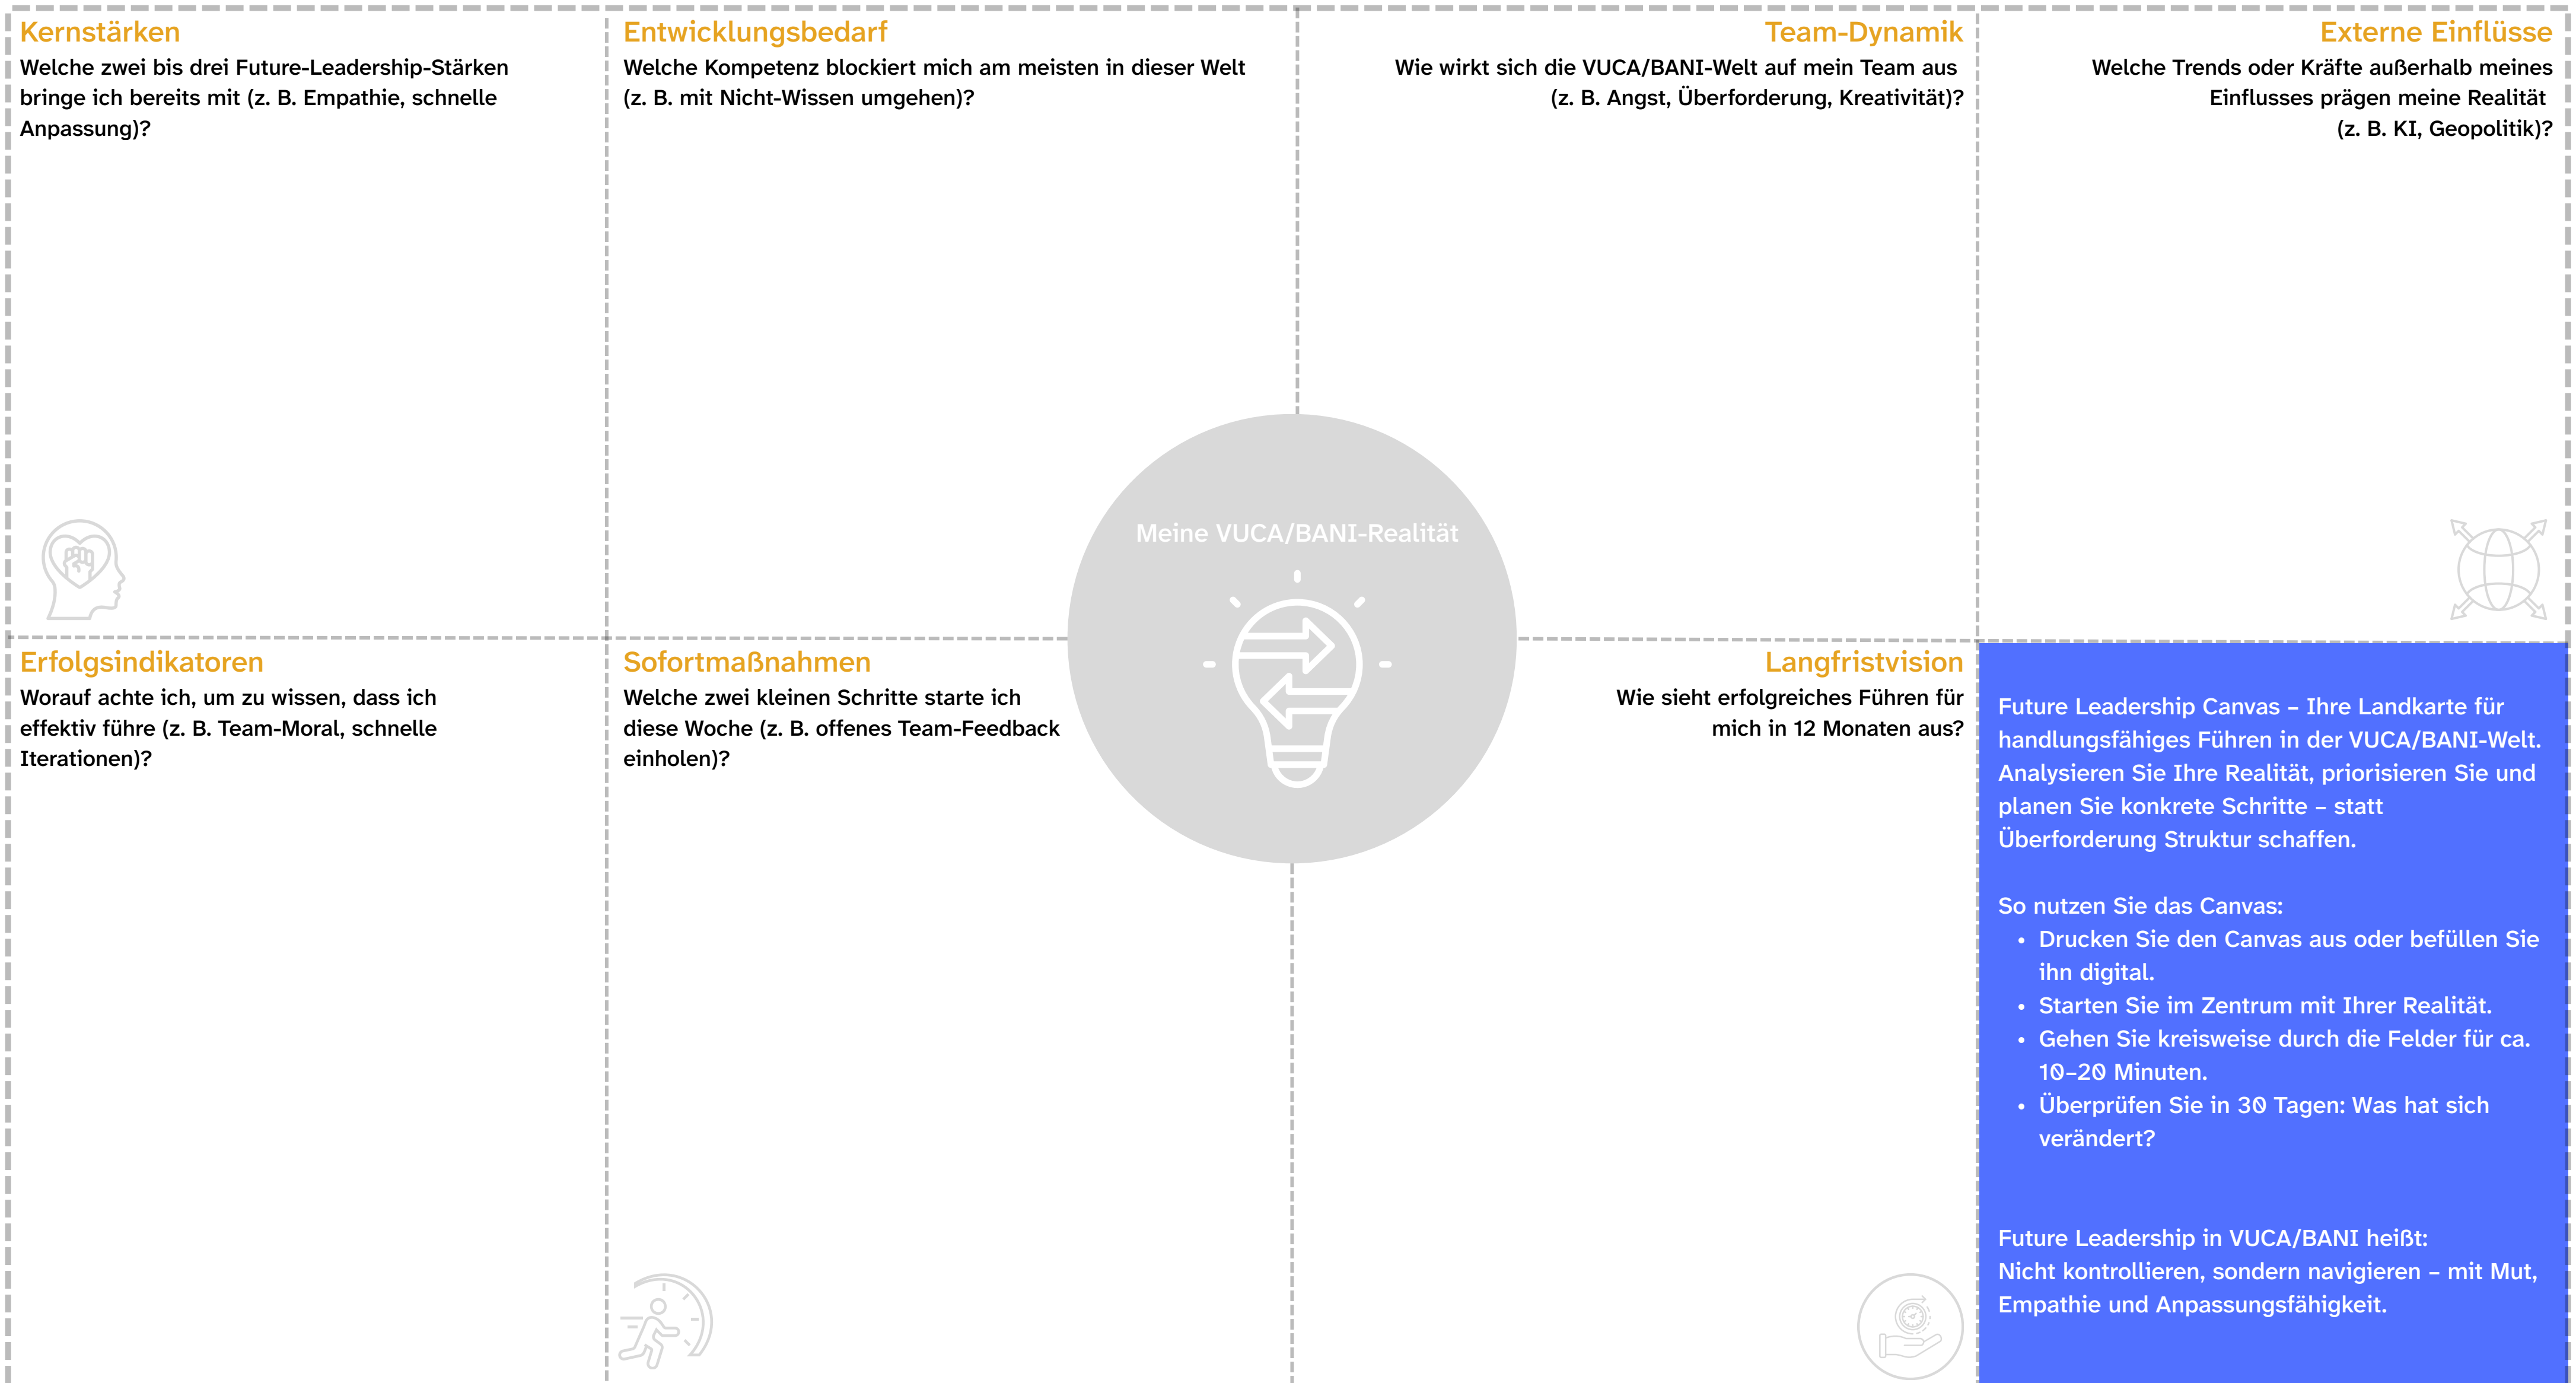 Kernstärken
Welche zwei bis drei Future-Leadership-Stärken
bringe ich bereits mit (z. B. Empathie, schnelle
Anpassung)?
Entwicklungsbedarf
Welche Kompetenz blockiert mich am meisten in dieser Welt
(z. B. mit Nicht-Wissen umgehen)?
Team-Dynamik
Wie wirkt sich die VUCA/BANI-Welt auf mein Team aus
(z. B. Angst, Überforderung, Kreativität)?
Externe Einflüsse
Welche Trends oder Kräfte außerhalb meines
Einflusses prägen meine Realität
(z. B. KI, Geopolitik)?
Meine VUCA/BANI-Realität
Erfolgsindikatoren
Worauf achte ich, um zu wissen, dass ich
effektiv führe (z. B. Team-Moral, schnelle
Iterationen)?
Sofortmaßnahmen
Welche zwei kleinen Schritte starte ich
diese Woche (z. B. offenes Team-Feedback
einholen)?
Langfristvision
Wie sieht erfolgreiches Führen für
mich in 12 Monaten aus?
Future Leadership Canvas – Ihre Landkarte für
handlungsfähiges Führen in der VUCA/BANI-Welt.
Analysieren Sie Ihre Realität, priorisieren Sie und
planen Sie konkrete Schritte – statt
Überforderung Struktur schaffen.
So nutzen Sie das Canvas:
• Drucken Sie den Canvas aus oder befüllen Sie
ihn digital.
• Starten Sie im Zentrum mit Ihrer Realität.
• Gehen Sie kreisweise durch die Felder für ca.
10–20 Minuten.
• Überprüfen Sie in 30 Tagen: Was hat sich
verändert?
Future Leadership in VUCA/BANI heißt:
Nicht kontrollieren, sondern navigieren – mit Mut,
Empathie und Anpassungsfähigkeit.